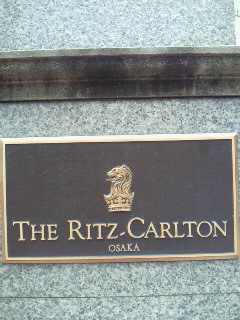 THE RITZ-CARLTON
OSAKA